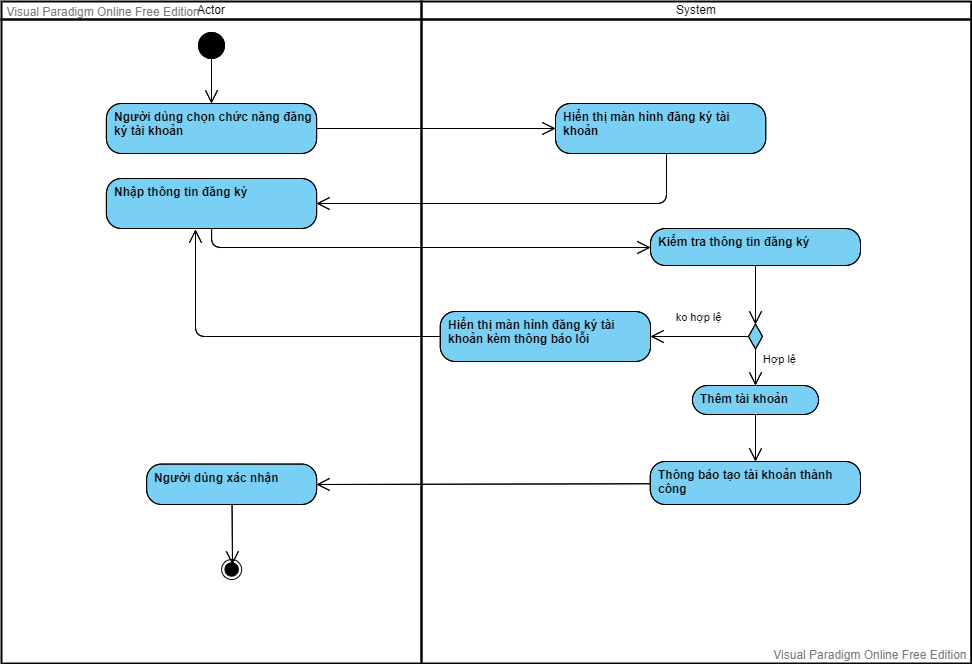 Visual Paradigm Online Free Edition
Actor
System
Người dùng chọn chức năng đăng
ký tài khoản
Hiển thị màn hình đăng ký tài
khoản
Nhập thông tin đăng ký
Kiểm tra thông tin đăng ký
ko hợp lệ
Hiển thị màn hình đăng ký tài
khoản kèm thông báo lỗi
Hợp lệ
Thêm tài khoản
Người dùng xác nhận
Thông báo tạo tài khoản thành
công
Visual Paradigm Online Free Edition